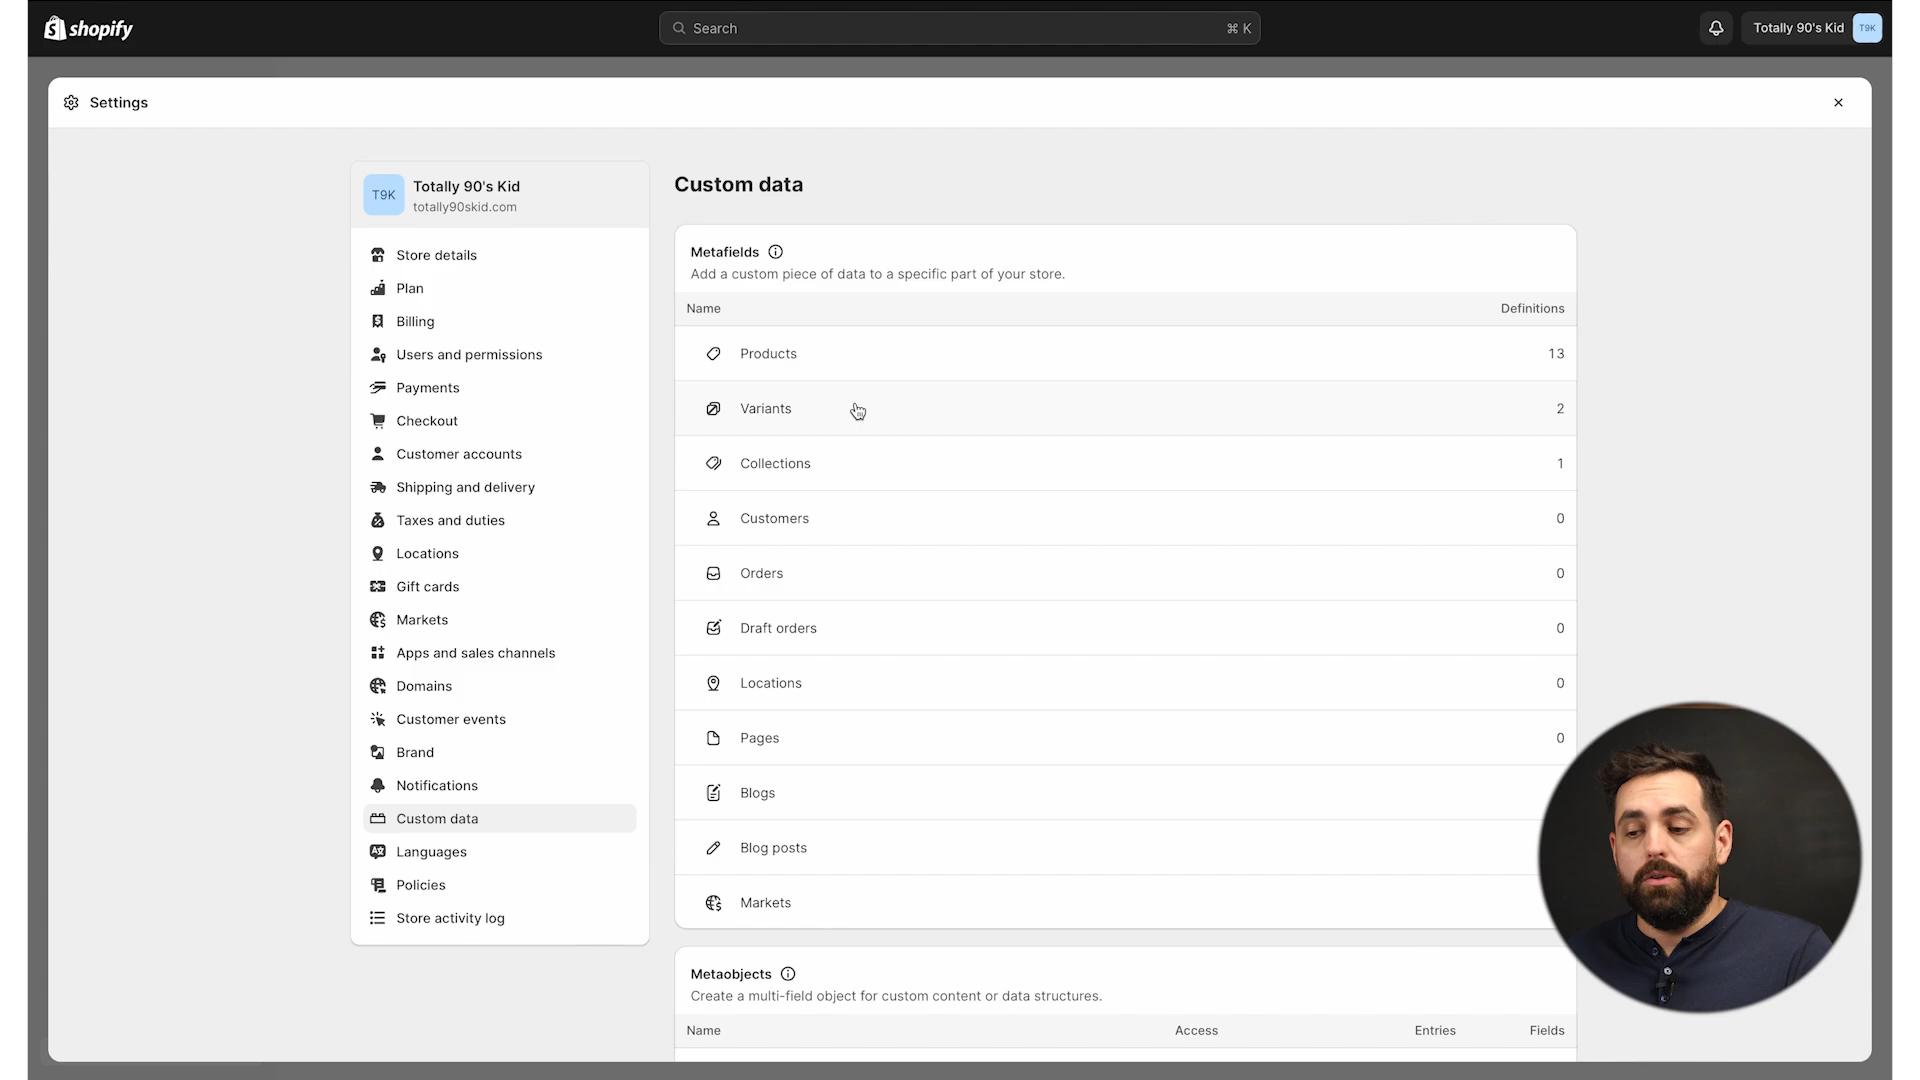 shopify
Search
⌘ K
Totally 90's Kid
T9K
Settings
T9K
Totally 90's Kid
totally90skid.com
Store details
Plan
Billing
Users and permissions
Payments
Checkout
Customer accounts
Shipping and delivery
Taxes and duties
Locations
Gift cards
Markets
Apps and sales channels
Domains
Customer events
Brand
Notifications
Custom data
Languages
Policies
Store activity log
Custom data
Metafields
Add a custom piece of data to a specific part of your store.
Name Definitions
Products 13
Variants 2
Collections 1
Customers 0
Orders 0
Draft orders 0
Locations 0
Pages 0
Blogs
Blog posts
Markets
Metaobjects
Create a multi-field object for custom content or data structures.
Name Access Entries Fields